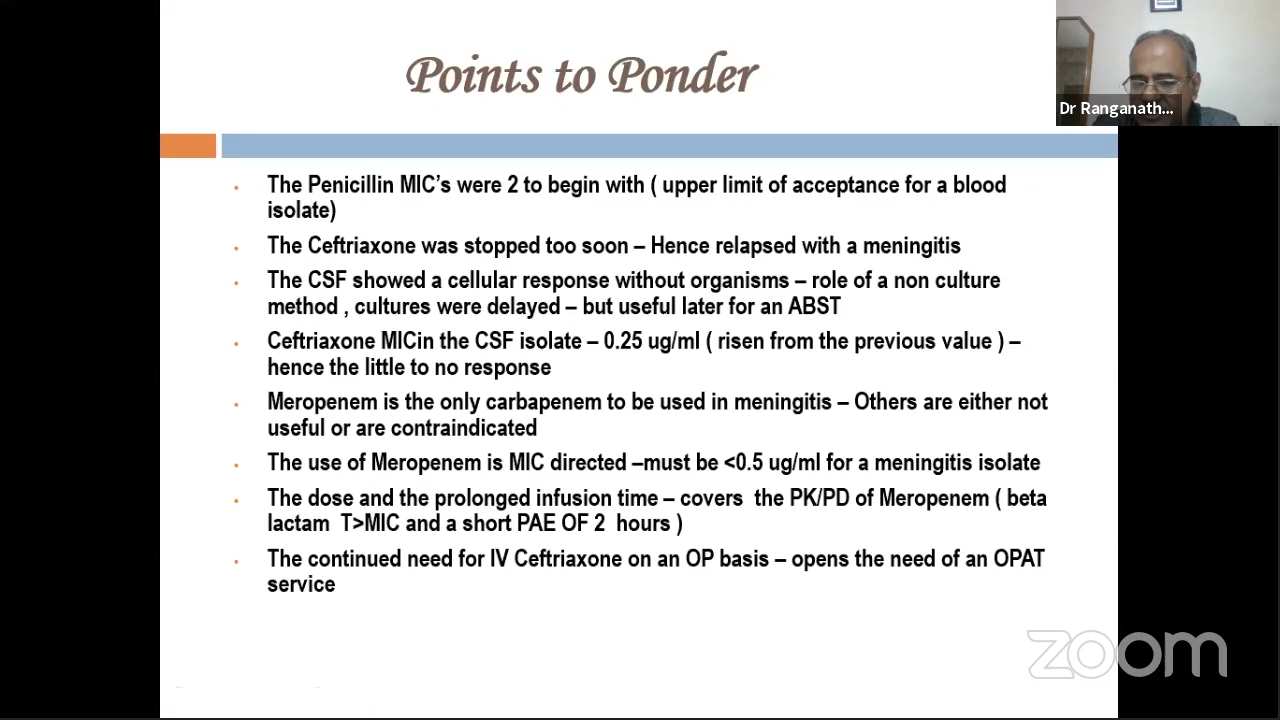 Points to Ponder
Dr Ranganath...
The Penicillin MIC's were 2 to begin with ( upper limit of acceptance for a blood
isolate)
The Ceftriaxone was stopped too soon – Hence relapsed with a meningitis
The CSF showed a cellular response without organisms – role of a non culture
method , cultures were delayed – but useful later for an ABST
Ceftriaxone MICin the CSF isolate – 0.25 ug/ml ( risen from the previous value ) –
hence the little to no response
Meropenem is the only carbapenem to be used in meningitis – Others are either not
useful or are contraindicated
The use of Meropenem is MIC directed –must be <0.5 ug/ml for a meningitis isolate
The dose and the prolonged infusion time – covers the PK/PD of Meropenem ( beta
lactam T>MIC and a short PAE OF 2 hours )
The continued need for IV Ceftriaxone on an OP basis – opens the need of an OPAT
service
zoom